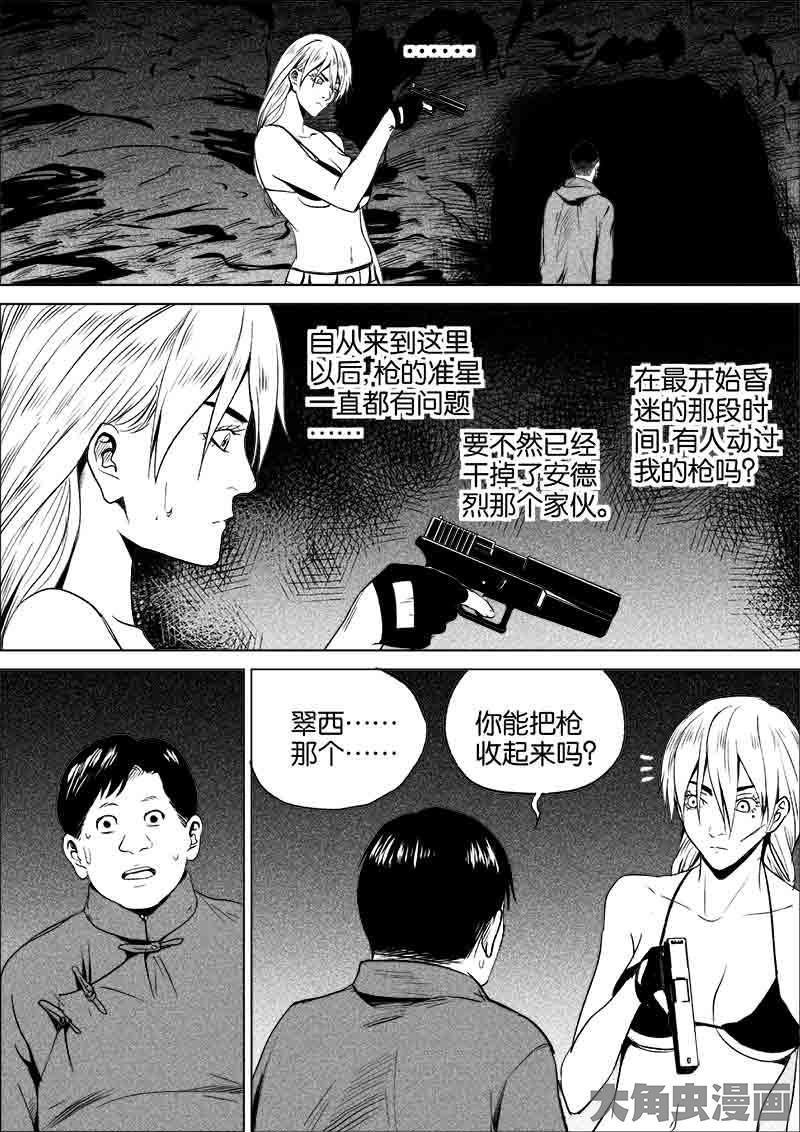 ……
自从来到这里
以后，枪的准星
一直都有问题
……
要不然已经
干掉了安德
烈那个家伙。
在最开始昏
迷的那段时
间，有人动过
我的枪吗？
翠西……
那个……
你能把枪
收起来吗？
大角虫漫画